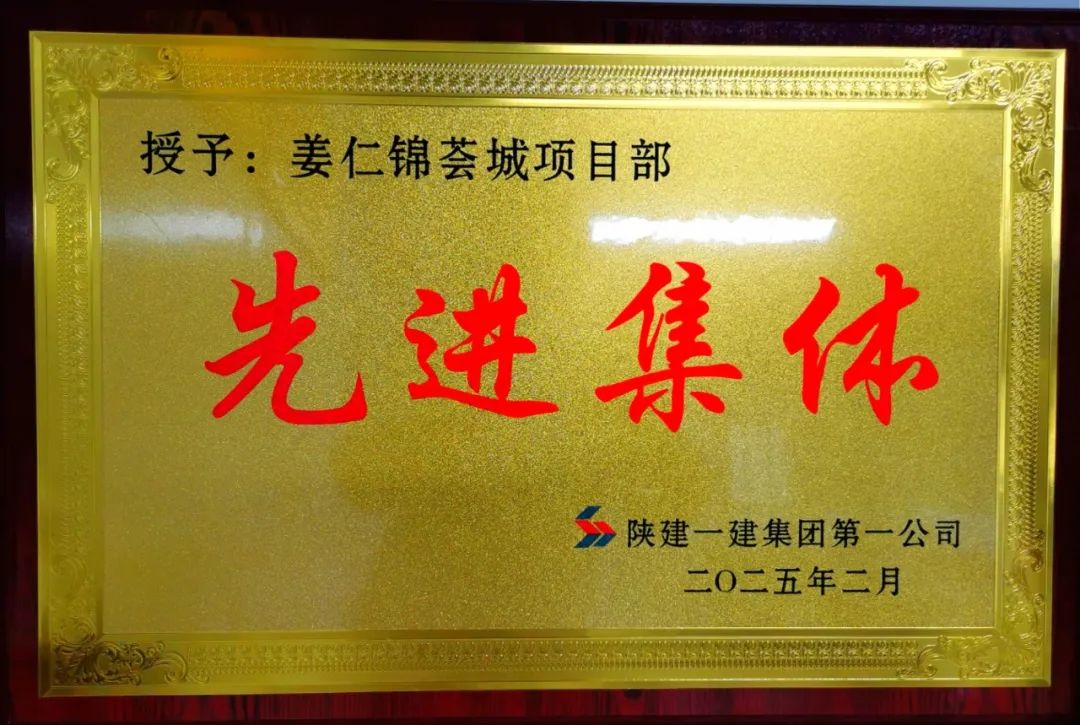 授予：姜仁锦荟城项目部
先进集体
陕建一建集团第一公司
二〇二五年二月